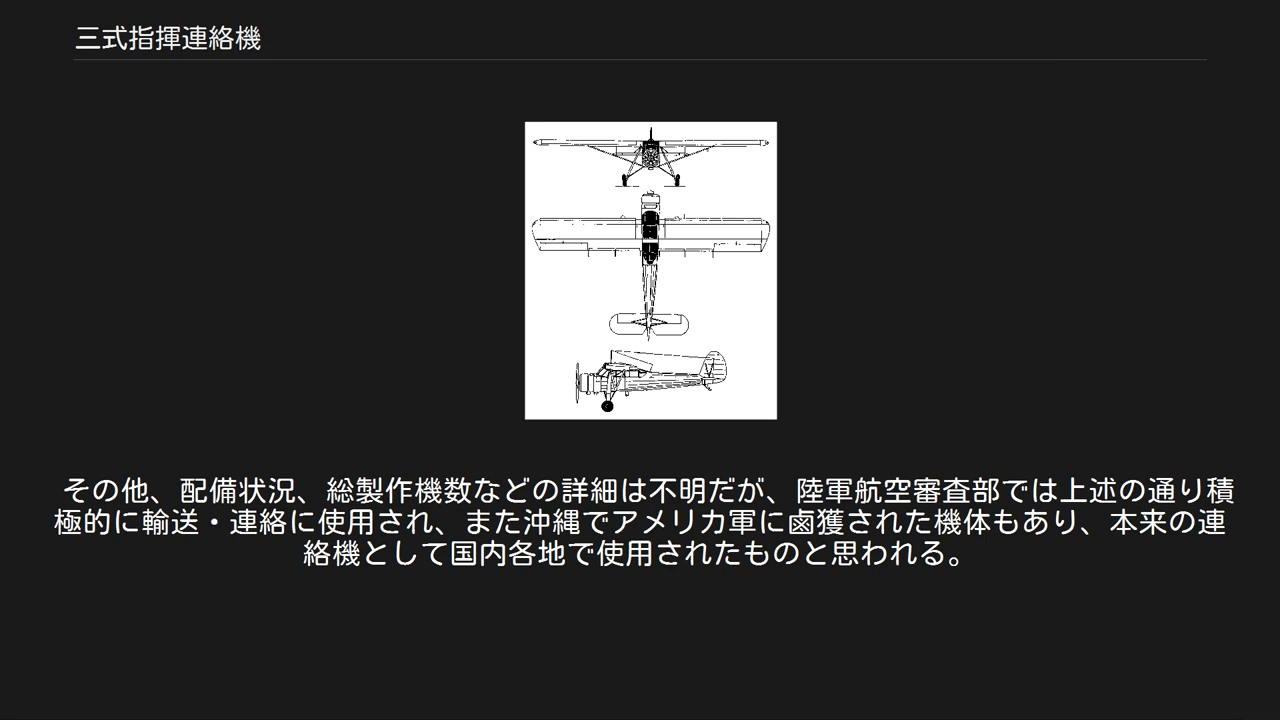 三式指揮連絡機
その他、配備状況、総製作機数などの詳細は不明だが、陸軍航空審査部では上述の通り積
極的に輸送・連絡に使用され、また沖縄でアメリカ軍に鹵獲された機体もあり、本来の連
絡機として国内各地で使用されたものと思われる。